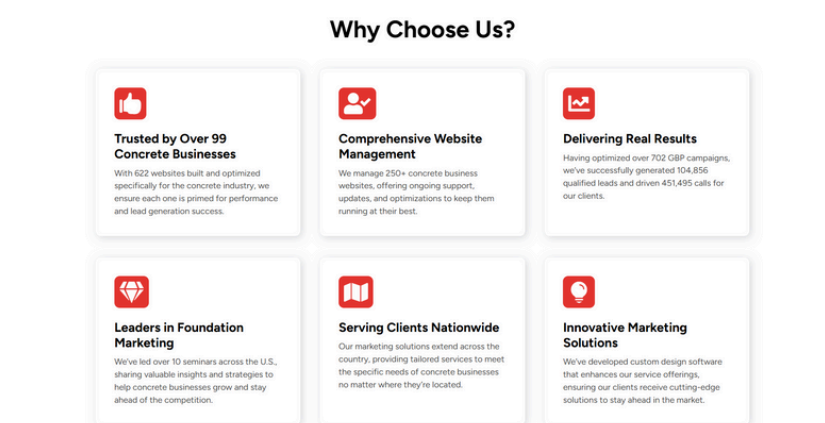 Why Choose Us?
Trusted by Over 99
Concrete Businesses
With 622 websites built and optimized
specifically for the concrete industry, we
ensure each one is primed for performance
and lead generation success.
Comprehensive Website
Management
We manage 250+ concrete business
websites, offering ongoing support,
updates, and optimizations to keep them
running at their best.
Delivering Real Results
Having optimized over 702 GBP campaigns,
we've successfully generated 104,856
qualified leads and driven 451,495 calls for
our clients.
Leaders in Foundation
Marketing
We've led over 10 seminars across the U.S.,
sharing valuable insights and strategies to
help concrete businesses grow and stay
ahead of the competition.
Serving Clients Nationwide
Our marketing solutions extend across the
country, providing tailored services to meet
the specific needs of concrete businesses
no matter where they're located.
Innovative Marketing
Solutions
We've developed custom design software
that enhances our service offerings,
ensuring our clients receive cutting-edge
solutions to stay ahead in the market.